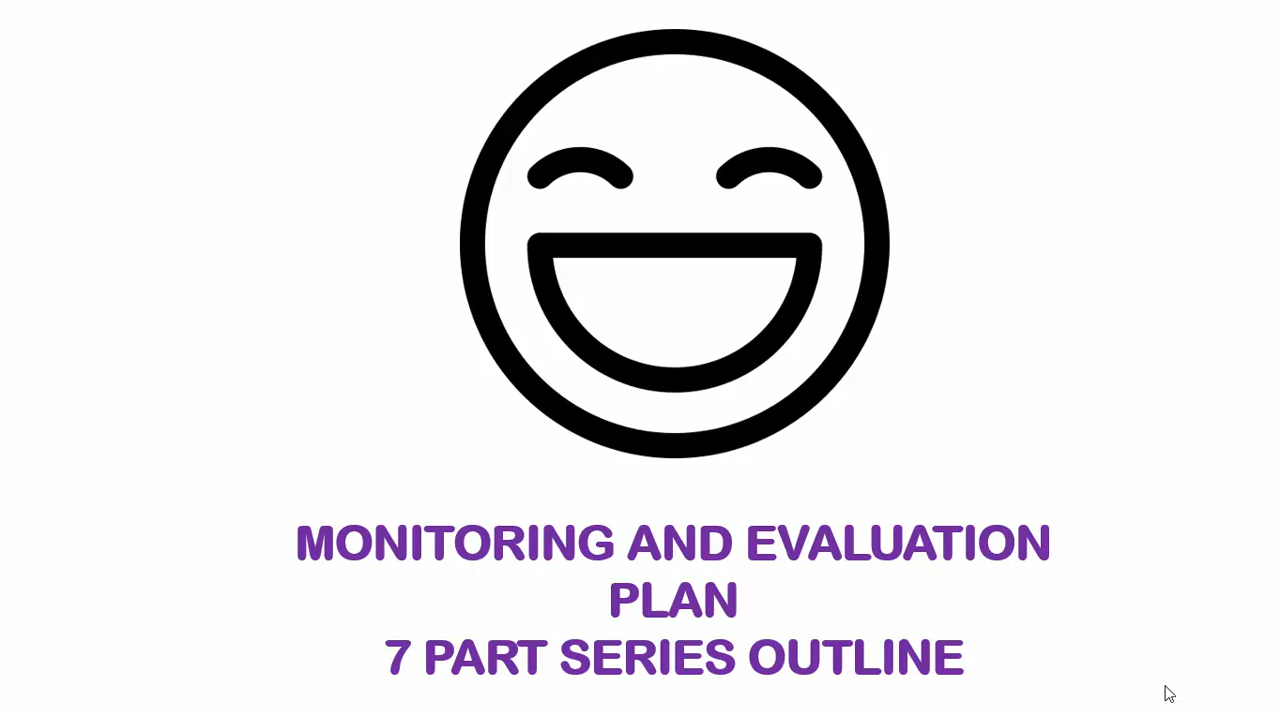 MONITORING AND EVALUATION
PLAN
7 PART SERIES OUTLINE